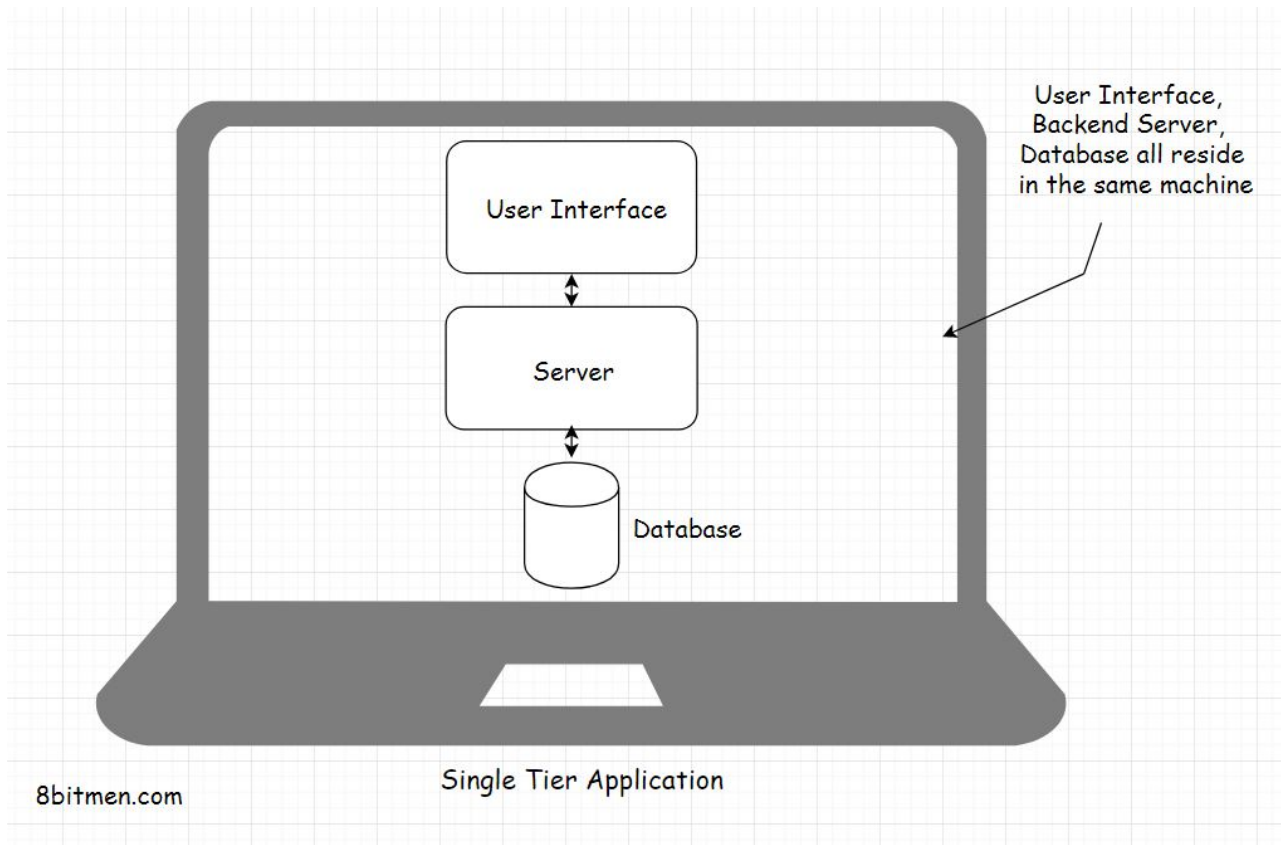 User Interface,
Backend Server,
Database all reside
in the same machine
User Interface
Server
Database
Single Tier Application
8bitmen.com